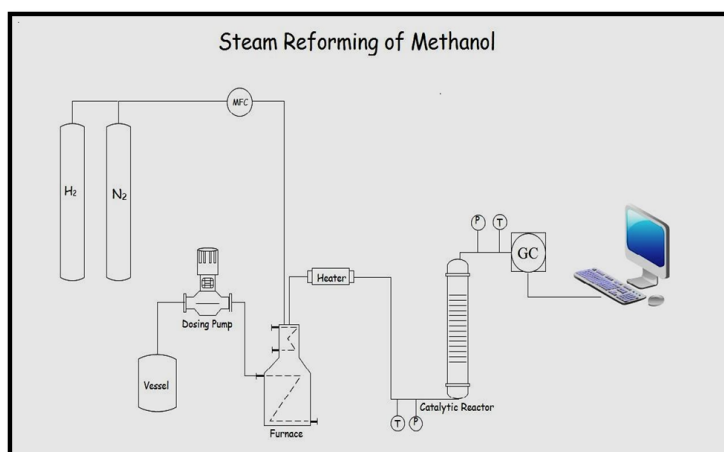 Steam Reforming of Methanol
MFC
H2
N2
P
T
GC
Heater
Dosing Pump
Vessel
Catalytic Reactor
T
P
Furnace